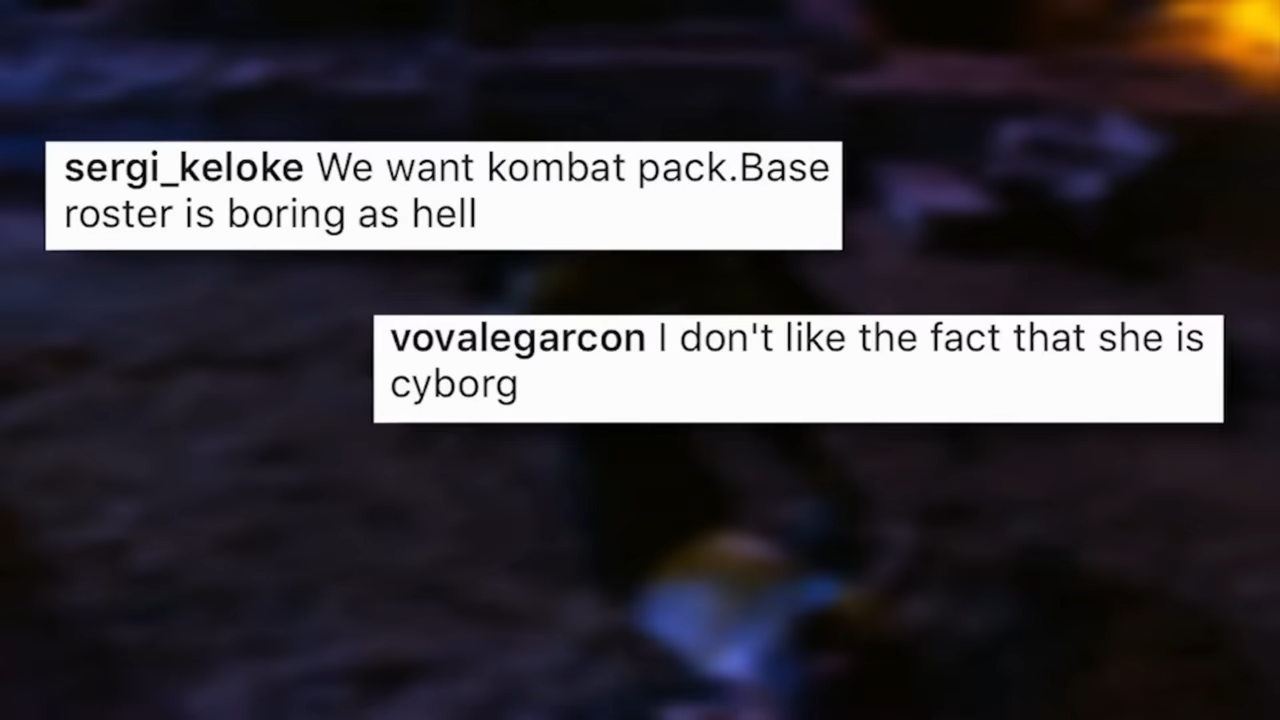 sergi_keloke We want kombat pack.Base
roster is boring as hell
vovalegarcon I don't like the fact that she is
cyborg